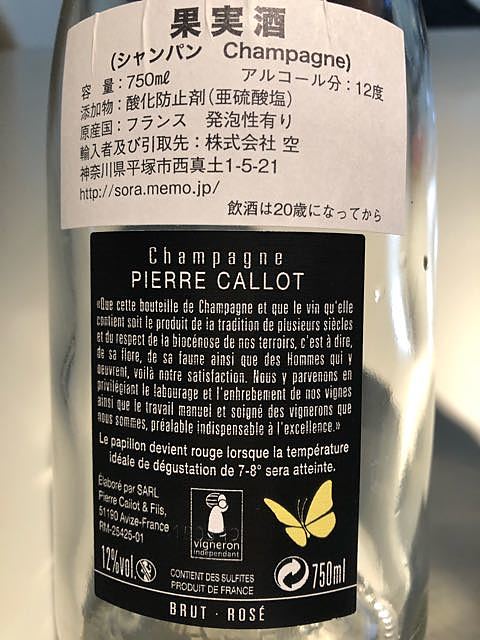 果実酒
(シャンパン Champagne)
容 量：750㎖ アルコール分：12度
添加物：酸化防止剤（亜硫酸塩）
原産国：フランス 発泡性有り
輸入者及び引取先：株式会社 空
神奈川県平塚市西真土1-5-21
http://sora.memo.jp/
飲酒は20歳になってから
Champagne
PIERRE CALLOT
«Que cette bouteille de Champagne et que le vin qu'elle
contient soit le produit de la tradition de plusieurs siècles
et du respect de la biocénose de nos terroirs, c'est à dire,
de sa flore, de sa faune ainsi que des Hommes qui y
oeuvrent, voilà notre satisfaction. Nous y parvenons en
privilégiant le labourage et l'enherbement de nos vignes
ainsi que le travail manuel et soigné des vignerons que
nous sommes, préalable indispensable à l'excellence.»
Le papillon devient rouge lorsque la température
idéale de dégustation de 7-8° sera atteinte.
Élaboré par SARL
Pierre Callot & Fils,
51190 Avize-France
RM-25425-01
vigneron
indépendant
12%vol.
CONTIENT DES SULFITES
PRODUIT DE FRANCE
750ml
BRUT · ROSÉ